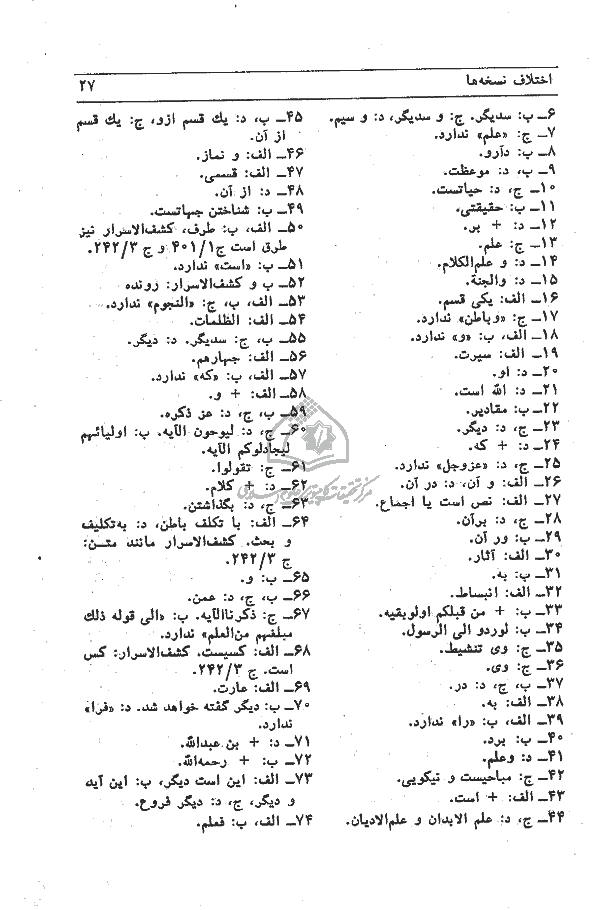 اختلاف نسخه‌ها
۲۷
۶ـ ب: سدیگر. ج: و سدیگر، د: و سیم.
۷ـ ج: «علم» ندارد.
۸ـ ب: دآرو.
۹ـ ب، د: موعظت.
۱۰ـ ج، د: حیاتست.
۱۱ـ ب: حقیقتی.
۱۲ـ د: + بر.
۱۳ـ ج: علم.
۱۴ـ د: و علم‌الکلام.
۱۵ـ د: والجنة.
۱۶ـ الف: یکی قسم.
۱۷ـ ج: «وباطن» ندارد.
۱۸ـ الف، ب: «و» ندارد.
۱۹ـ الف: سیرت.
۲۰ـ د: او.
۲۱ـ د: الله است.
۲۲ـ ب: مقادیر.
۲۳ـ ج، د: دیگر.
۲۴ـ د: + که.
۲۵ـ ج، د: «عزوجل» ندارد.
۲۶ـ الف: و آن، د: در آن.
۲۷ـ الف: نص است یا اجماع.
۲۸ـ ج، د: برآن.
۲۹ـ ب: ور آن.
۳۰ـ الف: آثار.
۳۱ـ ب: به.
۳۲ـ الف: انبساط.
۳۳ـ ب: + من قبلکم اولوبقیه.
۳۴ـ ب: لوردو الی الرسول.
۳۵ـ ج: وی تنشیط.
۳۶ـ ج: وی.
۳۷ـ ب، ج، د: در.
۳۸ـ الف: به.
۳۹ـ الف، ب: «را» ندارد.
۴۰ـ ب: برد.
۴۱ـ د: وعلم.
۴۲ـ ج: مباحیست و نیکویی.
۴۳ـ الف: + است.
۴۴ـ ج، د: علم الابدان و علم‌الادیان.
۴۵ـ ب، د: یك قسم ازو، ج: یك قسم
از آن.
۴۶ـ الف: و نماز.
۴۷ـ الف: قسمی.
۴۸ـ د: از آن.
۴۹ـ ب: شناختن جهاتست.
۵۰ـ الف، ب: طرف، کشف‌الاسرار نیز
طرق است ج۴۰۱/۱ و ج ۲۴۲/۳.
۵۱ـ ب: «است» ندارد.
۵۲ـ ب و کشف‌الاسرار: رونده
۵۳ـ الف، ب، ج: «النجوم» ندارد.
۵۴ـ الف: الظلمات.
۵۵ـ ب، ج: سدیگر. د: دیگر.
۵۶ـ الف: چهارهم.
۵۷ـ الف، ب: «که» ندارد.
۵۸ـ الف: + و.
۵۹ـ ب، ج، د: عز ذکره.
۶۰ـ ج، د: لیوحون الآیه. ب: اولیائهم
لیجادلوکم الآیه.
۶۱ـ ج: تقولوا.
۶۲ـ د: + کلام.
۶۳ـ ج، د: بگذاشتن.
۶۴ـ الف: با تکلف باطن، د: به‌تکلیف
و بحث. کشف‌الاسرار مانند متن:
ج ۲۴۲/۳.
۶۵ـ ب: و.
۶۶ـ ب، ج، د: عمن.
۶۷ـ ج: ذکرناالآیه. ب: «الی قوله ذلك
مبلغهم من‌العلم» ندارد.
۶۸ـ الف: کسیست. کشف‌الاسرار: کس
است. ج ۲۴۲/۳.
۶۹ـ الف: عارت.
۷۰ـ ب: دیگر گفته خواهد شد. د: «فرا»
ندارد.
۷۱ـ د: + بن عبدالله.
۷۲ـ ب: + رحمه‌الله.
۷۳ـ الف: این است دیگر، ب: این آید
و دیگر، ج، د: دیگر فروع.
۷۴ـ الف، ب: فعلم.